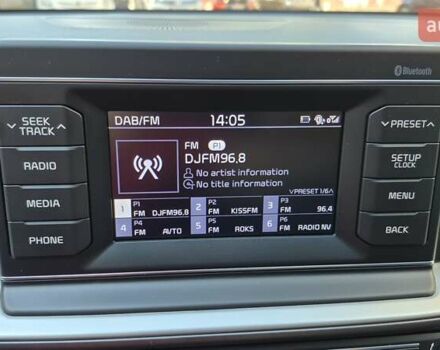 au
Bluetooth
SEEK
TRACK
RADIO
MEDIA
PHONE
DAB/FM
14:05
FM P1
DJFM96.8
No artist information
No title information
PRESET 1/6
1 P1 FM DJFM96.8
2 P2 FM KISSFM
3 P3 FM 96.4
4 P4 FM AVTO
5 P5 FM ROKS
6 P6 FM RADIO NV
PRESET
SETUP
CLOCK
MENU
BACK